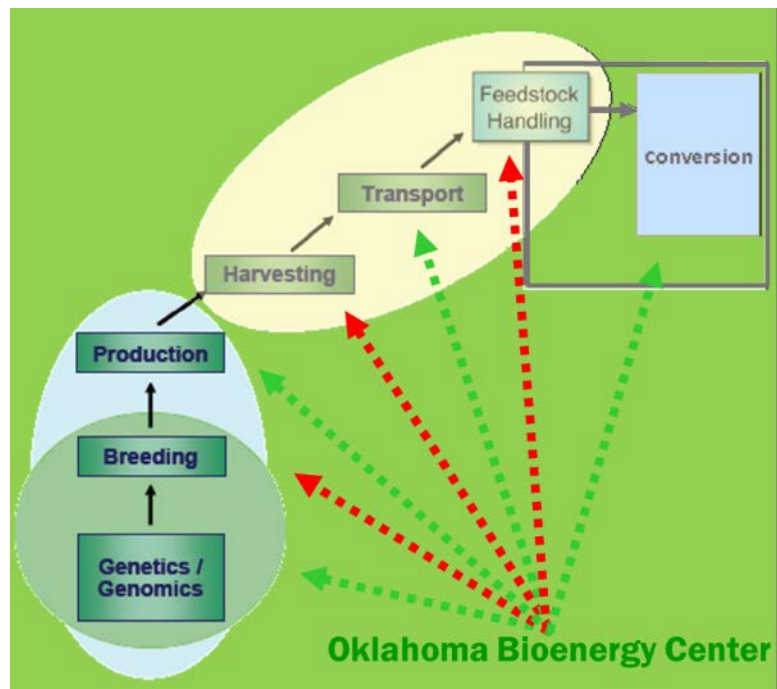 Feedstock
Handling
Conversion
Transport
Harvesting
Production
Breeding
Genetics /
Genomics
Oklahoma Bioenergy Center